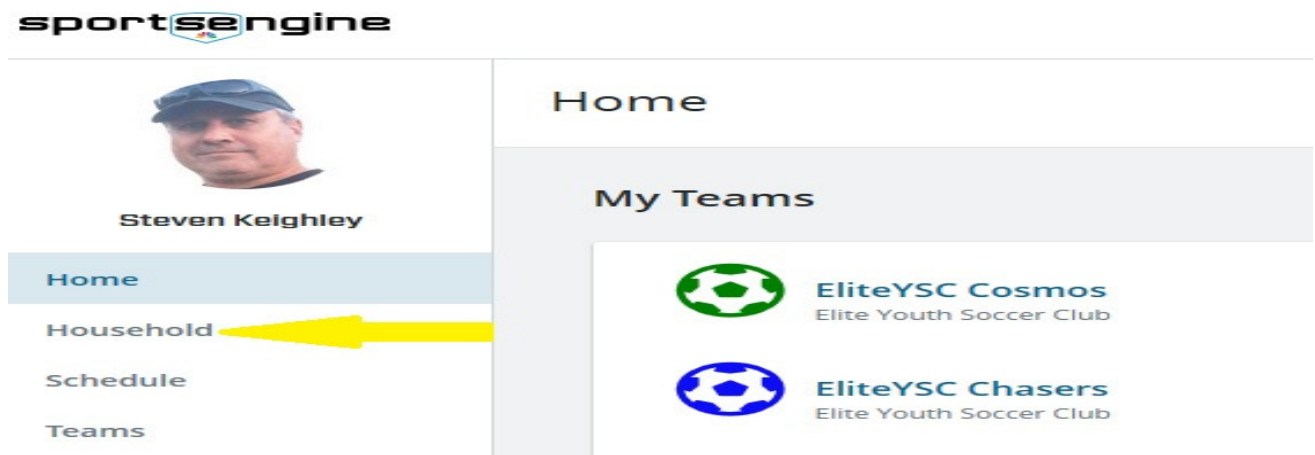 sportsengine
Steven Keighley
Home
Household
Schedule
Teams
Home
My Teams
EliteYSC Cosmos
Elite Youth Soccer Club
EliteYSC Chasers
Elite Youth Soccer Club